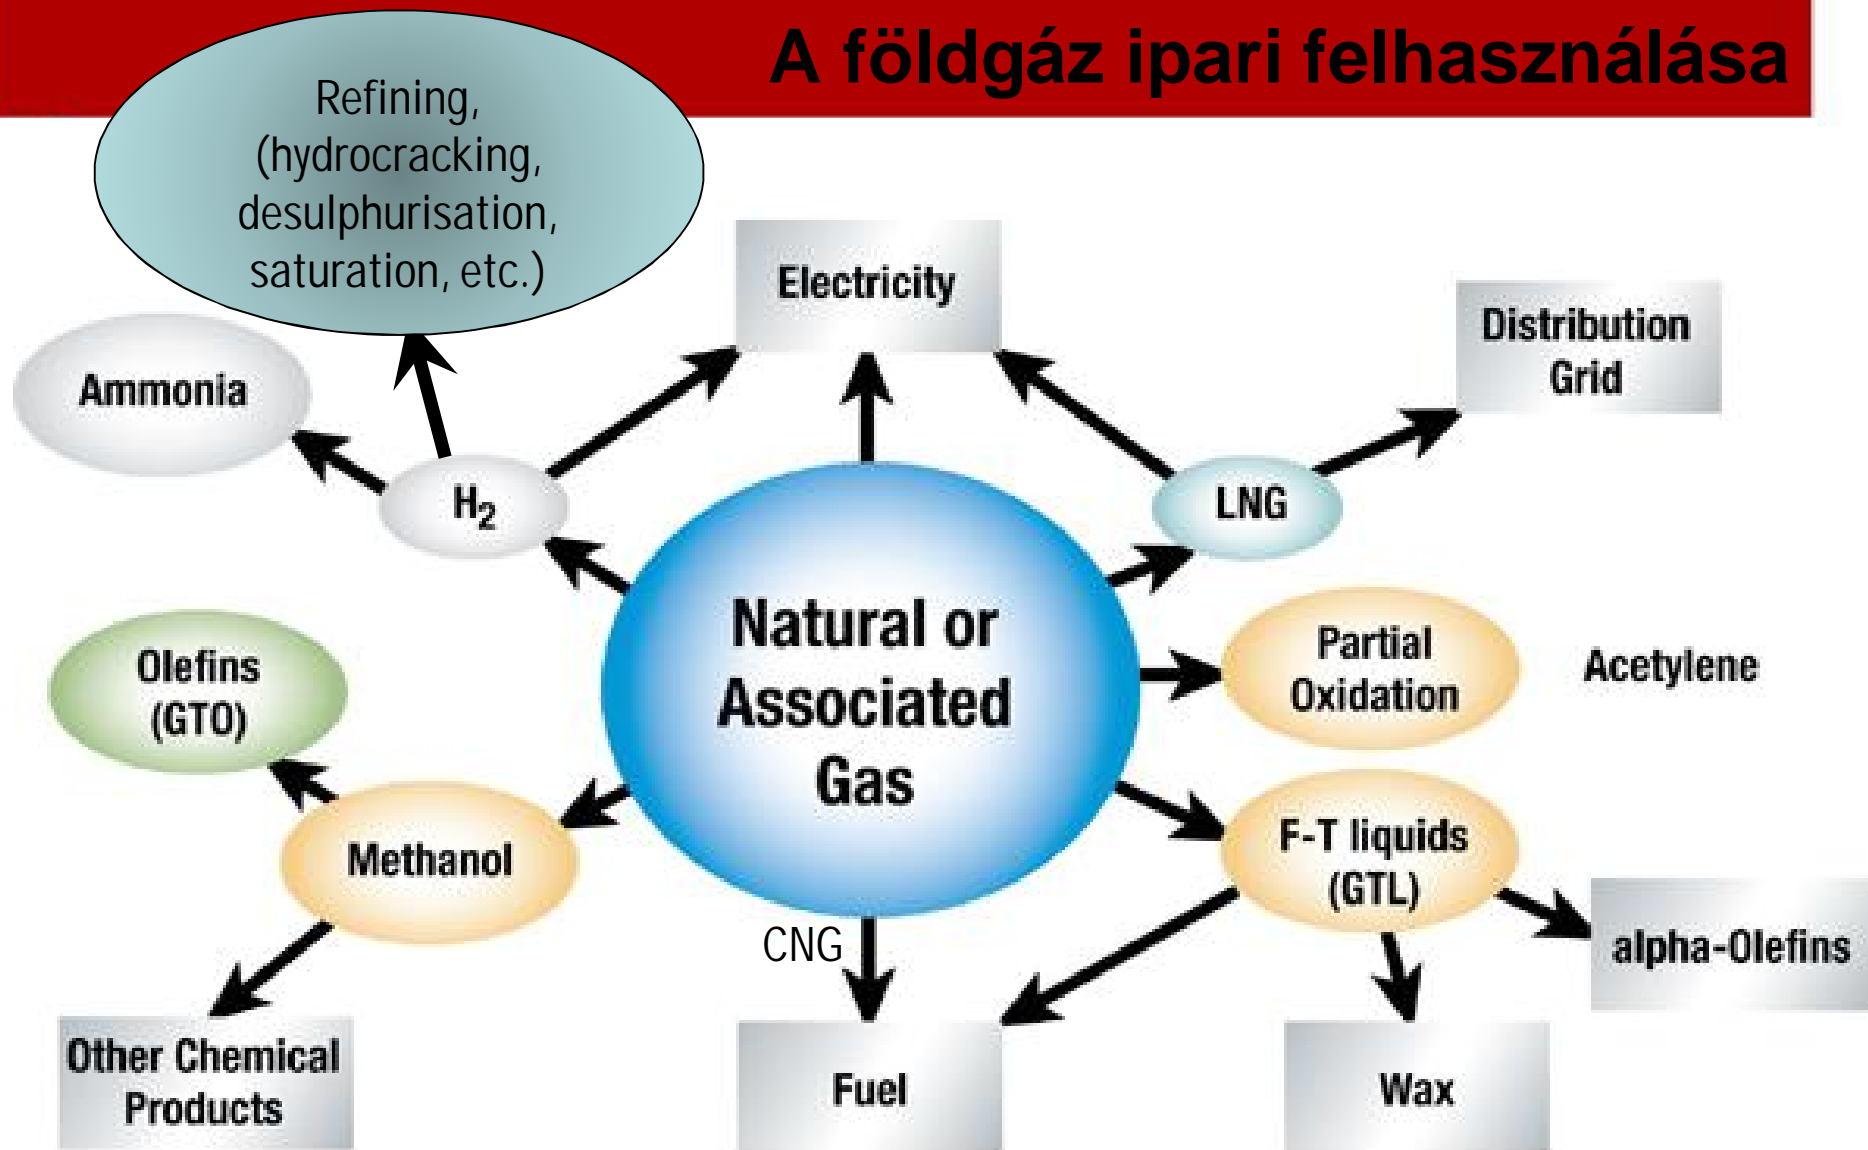 A földgáz ipari felhasználása
Refining,
(hydrocracking,
desulphurisation,
saturation, etc.)
Electricity
Distribution
Grid
Ammonia
H₂
LNG
Natural or
Associated
Gas
Partial
Oxidation
Acetylene
Olefins
(GTO)
Methanol
F-T liquids
(GTL)
CNG
alpha-Olefins
Other Chemical
Products
Fuel
Wax